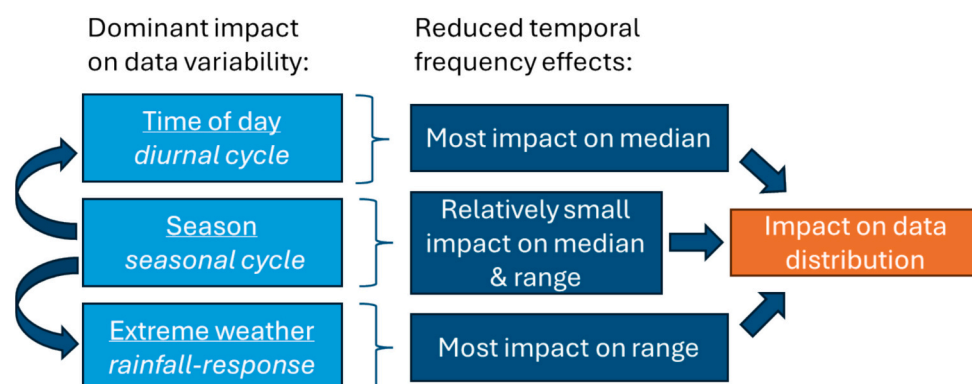 Dominant impact
on data variability:
Reduced temporal
frequency effects:
Time of day
diurnal cycle
Most impact on median
Season
seasonal cycle
Relatively small
impact on median
& range
Impact on data
distribution
Extreme weather
rainfall-response
Most impact on range